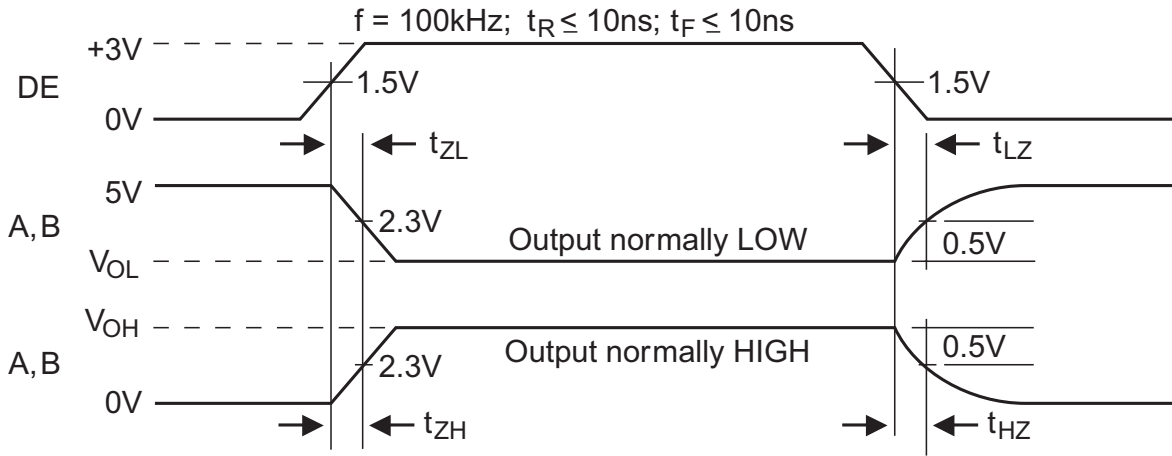 f = 100kHz; tR ≤ 10ns; tF ≤ 10ns
+3V
DE
1.5V
1.5V
0V
tZL
tLZ
5V
A,B
2.3V
Output normally LOW
0.5V
VOL
VOH
A,B
2.3V
Output normally HIGH
0.5V
0V
tZH
tHZ